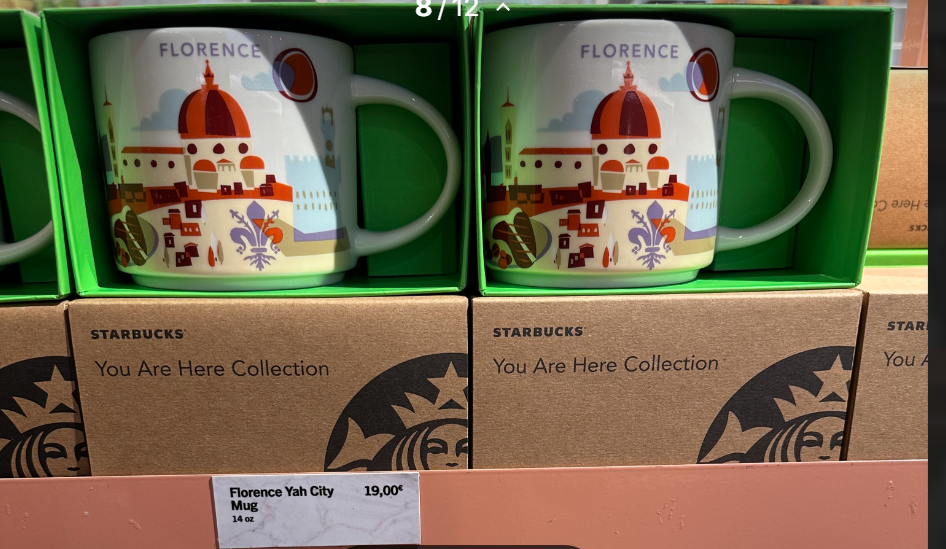 8/12
FLORENCE
FLORENCE
Here C
STARBUCKS
You Are Here Collection
STARBUCKS
You Are Here Collection
STAR
You A
Florence Yah City
Mug
19,00€
14 oz